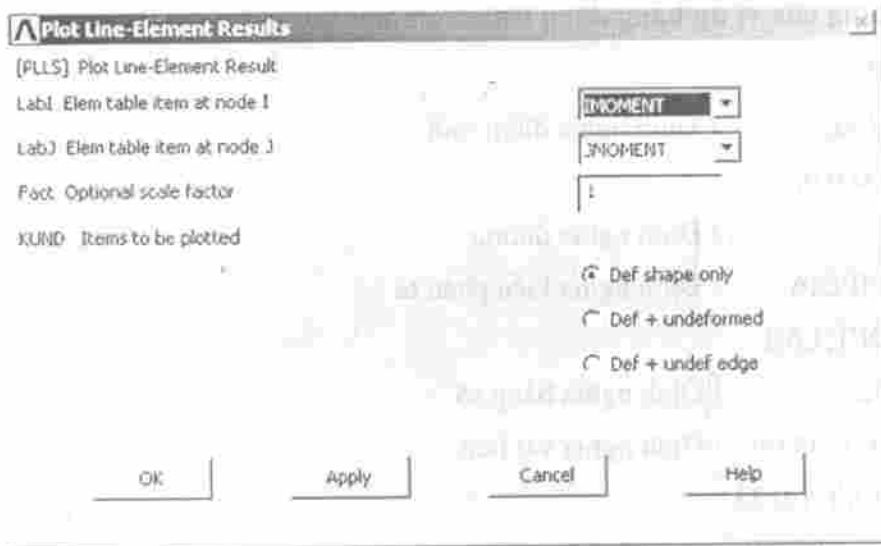 Plot Line-Element Results
[PLLS] Plot Line-Element Result
LabI Elem table item at node I
IMOMENT
LabJ Elem table item at node J
JMOMENT
Fact Optional scale factor
1
KUND Items to be plotted
Def shape only
Def + undeformed
Def + undef edge
OK
Apply
Cancel
Help